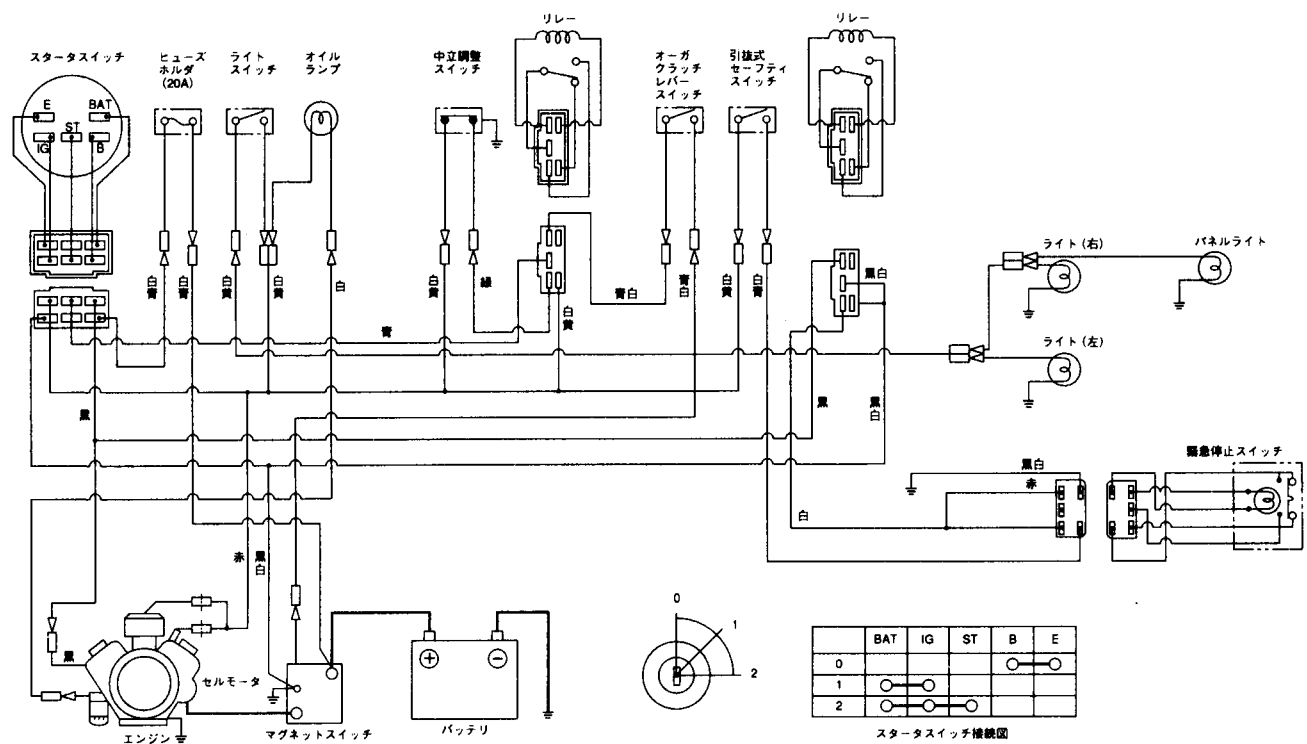 リレー
リレー
スタータスイッチ
ヒューズ
ホルダ
(20A)
ライト
スイッチ
オイル
ランプ
中立調整
スイッチ
オーガ
クラッチ
レバー
スイッチ
引抜式
セーフティ
スイッチ
E
BAT
ST
IG
B
ライト(右)
パネルライト
白青
白青
白黄
白黄
白
白黄
緑
青白
白黄
青白
白黄
白青
黒白
青
ライト(左)
黒
黒
黒白
緊急停止スイッチ
黒白
赤
白
赤
黒白
黒
セルモータ
エンジン
マグネットスイッチ
+
−
バッテリ
0
1
2
BAT IG ST B E
0
1
2
スタータスイッチ接続図